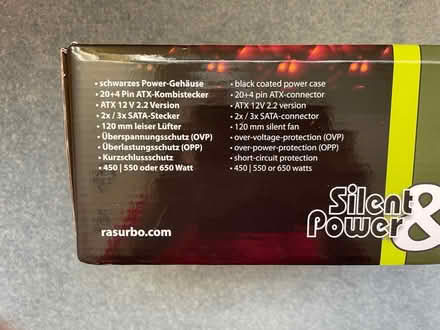 • schwarzes Power-Gehäuse
• 20+4 Pin ATX-Kombistecker
• ATX 12 V 2.2 Version
• 2x / 3x SATA-Stecker
• 120 mm leiser Lüfter
• Überspannungsschutz (OVP)
• Überlastungsschutz (OPP)
• Kurzschlussschutz
• 450 | 550 oder 650 Watt
• black coated power case
• 20+4 pin ATX-connector
• ATX 12V 2.2 version
• 2x / 3x SATA-connector
• 120 mm silent fan
• over-voltage-protection (OVP)
• over-power-protection (OPP)
• short-circuit protection
• 450 | 550 or 650 watts
rasurbo.com
Silent &
Power